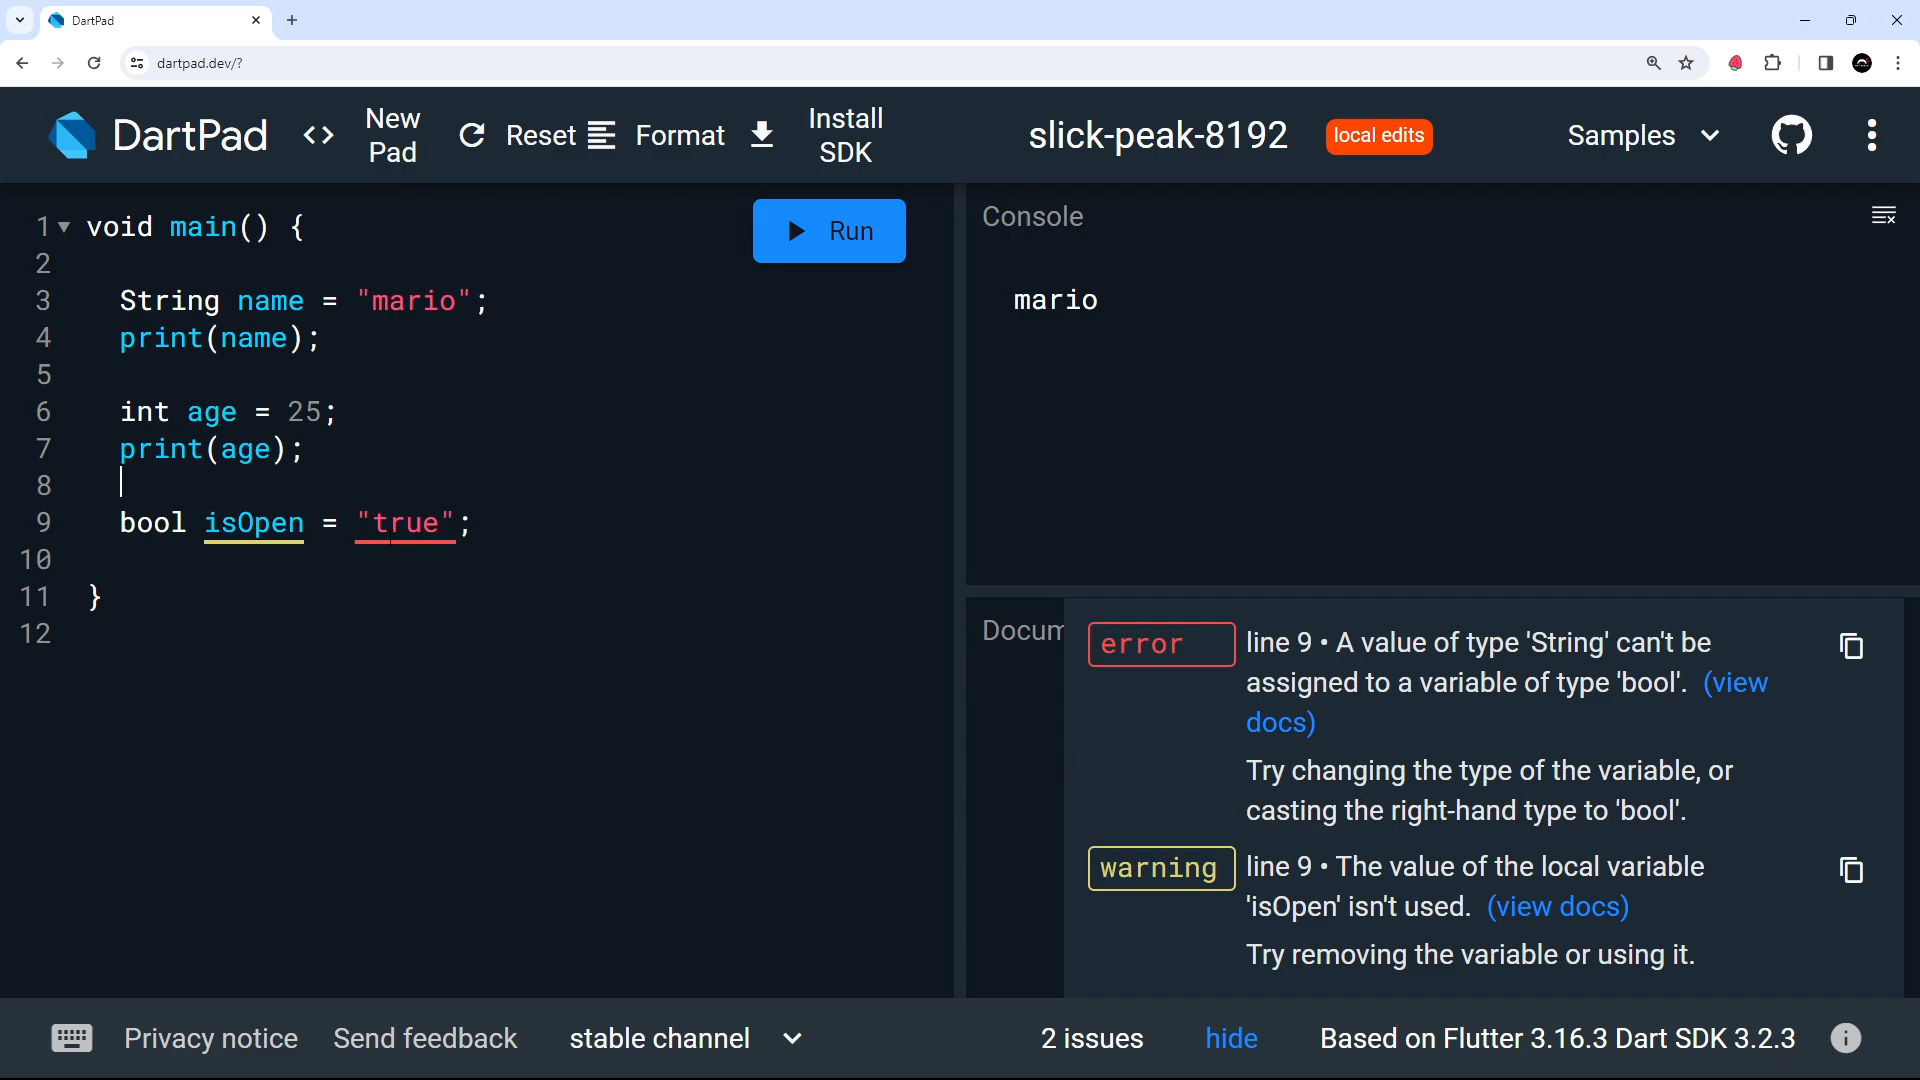 DartPad
dartpad.dev/?
DartPad
New Pad
Reset
Format
Install SDK
slick-peak-8192
local edits
Samples
1 void main() {
2
3 String name = "mario";
4 print(name);
5
6 int age = 25;
7 print(age);
8
9 bool isOpen = "true";
10
11 }
12
Run
Console
mario
Docum
error
line 9 • A value of type 'String' can't be
assigned to a variable of type 'bool'. (view
docs)
Try changing the type of the variable, or
casting the right-hand type to 'bool'.
warning
line 9 • The value of the local variable
'isOpen' isn't used. (view docs)
Try removing the variable or using it.
Privacy notice
Send feedback
stable channel
2 issues
hide
Based on Flutter 3.16.3 Dart SDK 3.2.3